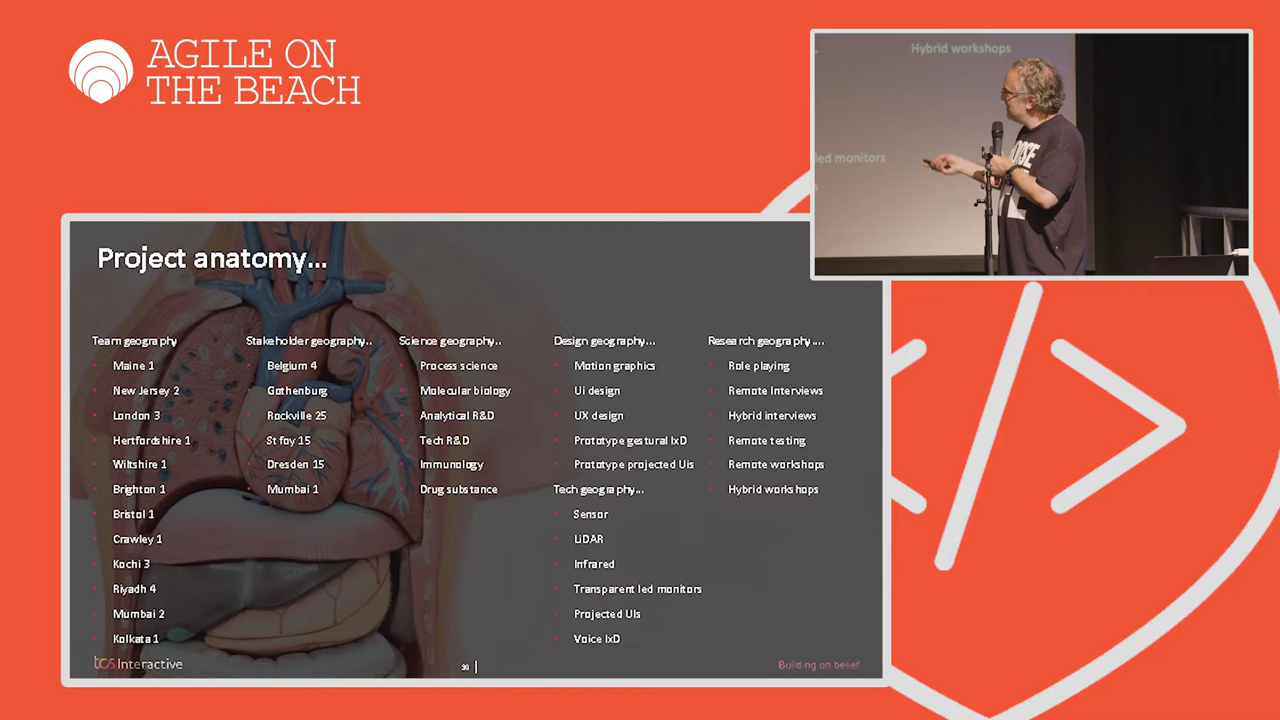 AGILE ON
THE BEACH
Hybrid workshops
led monitors
Project anatomy...
Team geography
Maine 1
New Jersey 2
London 3
Hertfordshire 1
Wiltshire 1
Brighton 1
Bristol 1
Crawley 1
Kochi 3
Riyadh 4
Mumbai 2
Kolkata 1
Stakeholder geography..
Belgium 4
Gothenburg
Rockville 25
St foy 15
Dresden 15
Mumbai 1
Science geography..
Process science
Molecular biology
Analytical R&D
Tech R&D
Immunology
Drug substance
Design geography...
Motion graphics
Ui design
UX design
Prototype gestural IxD
Prototype projected UIs
Tech geography...
Sensor
LiDAR
Infrared
Transparent led monitors
Projected UIs
Voice IxD
Research geography....
Role playing
Remote Interviews
Hybrid interviews
Remote testing
Remote workshops
Hybrid workshops
tcs Interactive
Building on belief